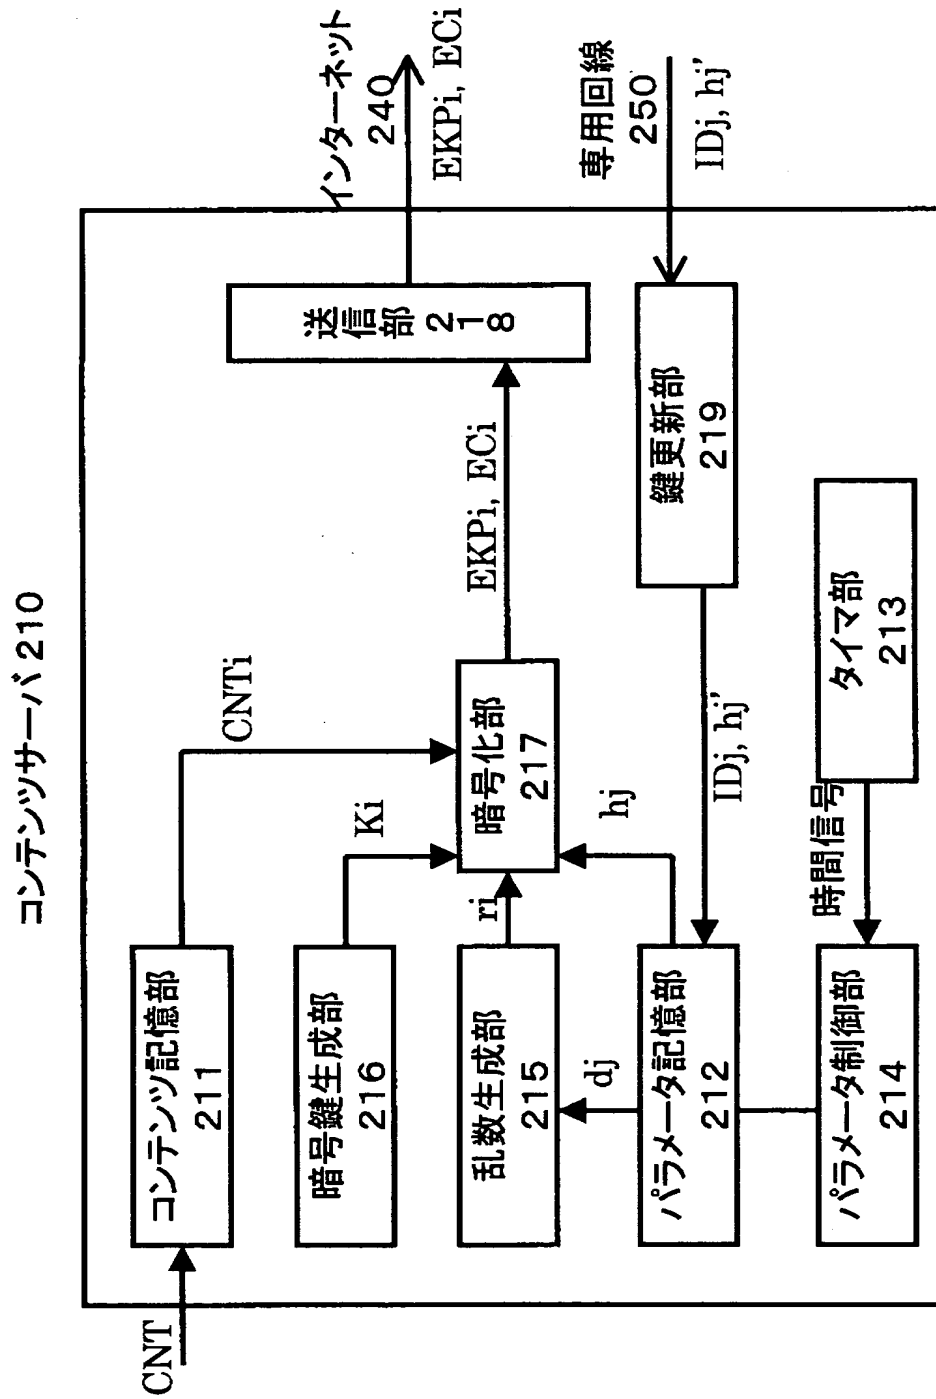 コンテンツサーバ 210
CNT
コンテンツ記憶部
211
CNTi
暗号鍵生成部
216
Ki
乱数生成部
215
ri
暗号化部
217
EKPi, ECi
送信部 218
インターネット
240
EKPi, ECi
dj
hj
パラメータ記憶部
212
IDj, hj'
鍵更新部
219
専用回線
250
IDj, hj'
パラメータ制御部
214
時間信号
タイマ部
213